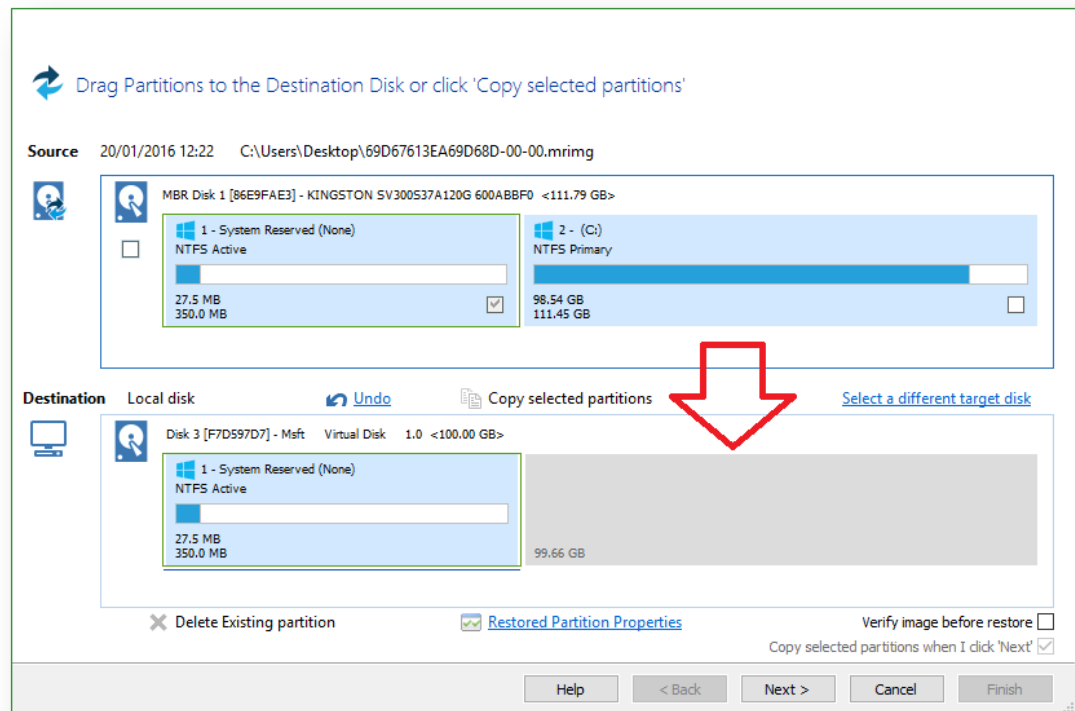 Drag Partitions to the Destination Disk or click 'Copy selected partitions'
Source 20/01/2016 12:22 C:\Users\Desktop\69D67613EA69D68D-00-00.mrimg
MBR Disk 1 [86E9FAE3] - KINGSTON SV300S37A120G 600ABBF0 <111.79 GB>
1 - System Reserved (None)
NTFS Active
27.5 MB
350.0 MB
2 - (C:)
NTFS Primary
98.54 GB
111.45 GB
Destination Local disk Undo Copy selected partitions Select a different target disk
Disk 3 [F7D597D7] - Msft Virtual Disk 1.0 <100.00 GB>
1 - System Reserved (None)
NTFS Active
27.5 MB
350.0 MB
99.66 GB
Delete Existing partition Restored Partition Properties Verify image before restore
Copy selected partitions when I click 'Next'
Help < Back Next > Cancel Finish